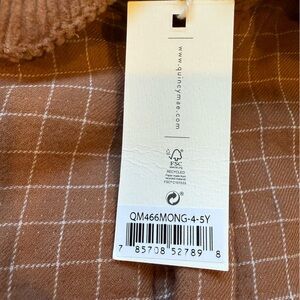 www.quincymae.com
FSC
RECYCLED
QM466MONG-4-5Y
7 85708 52789 8